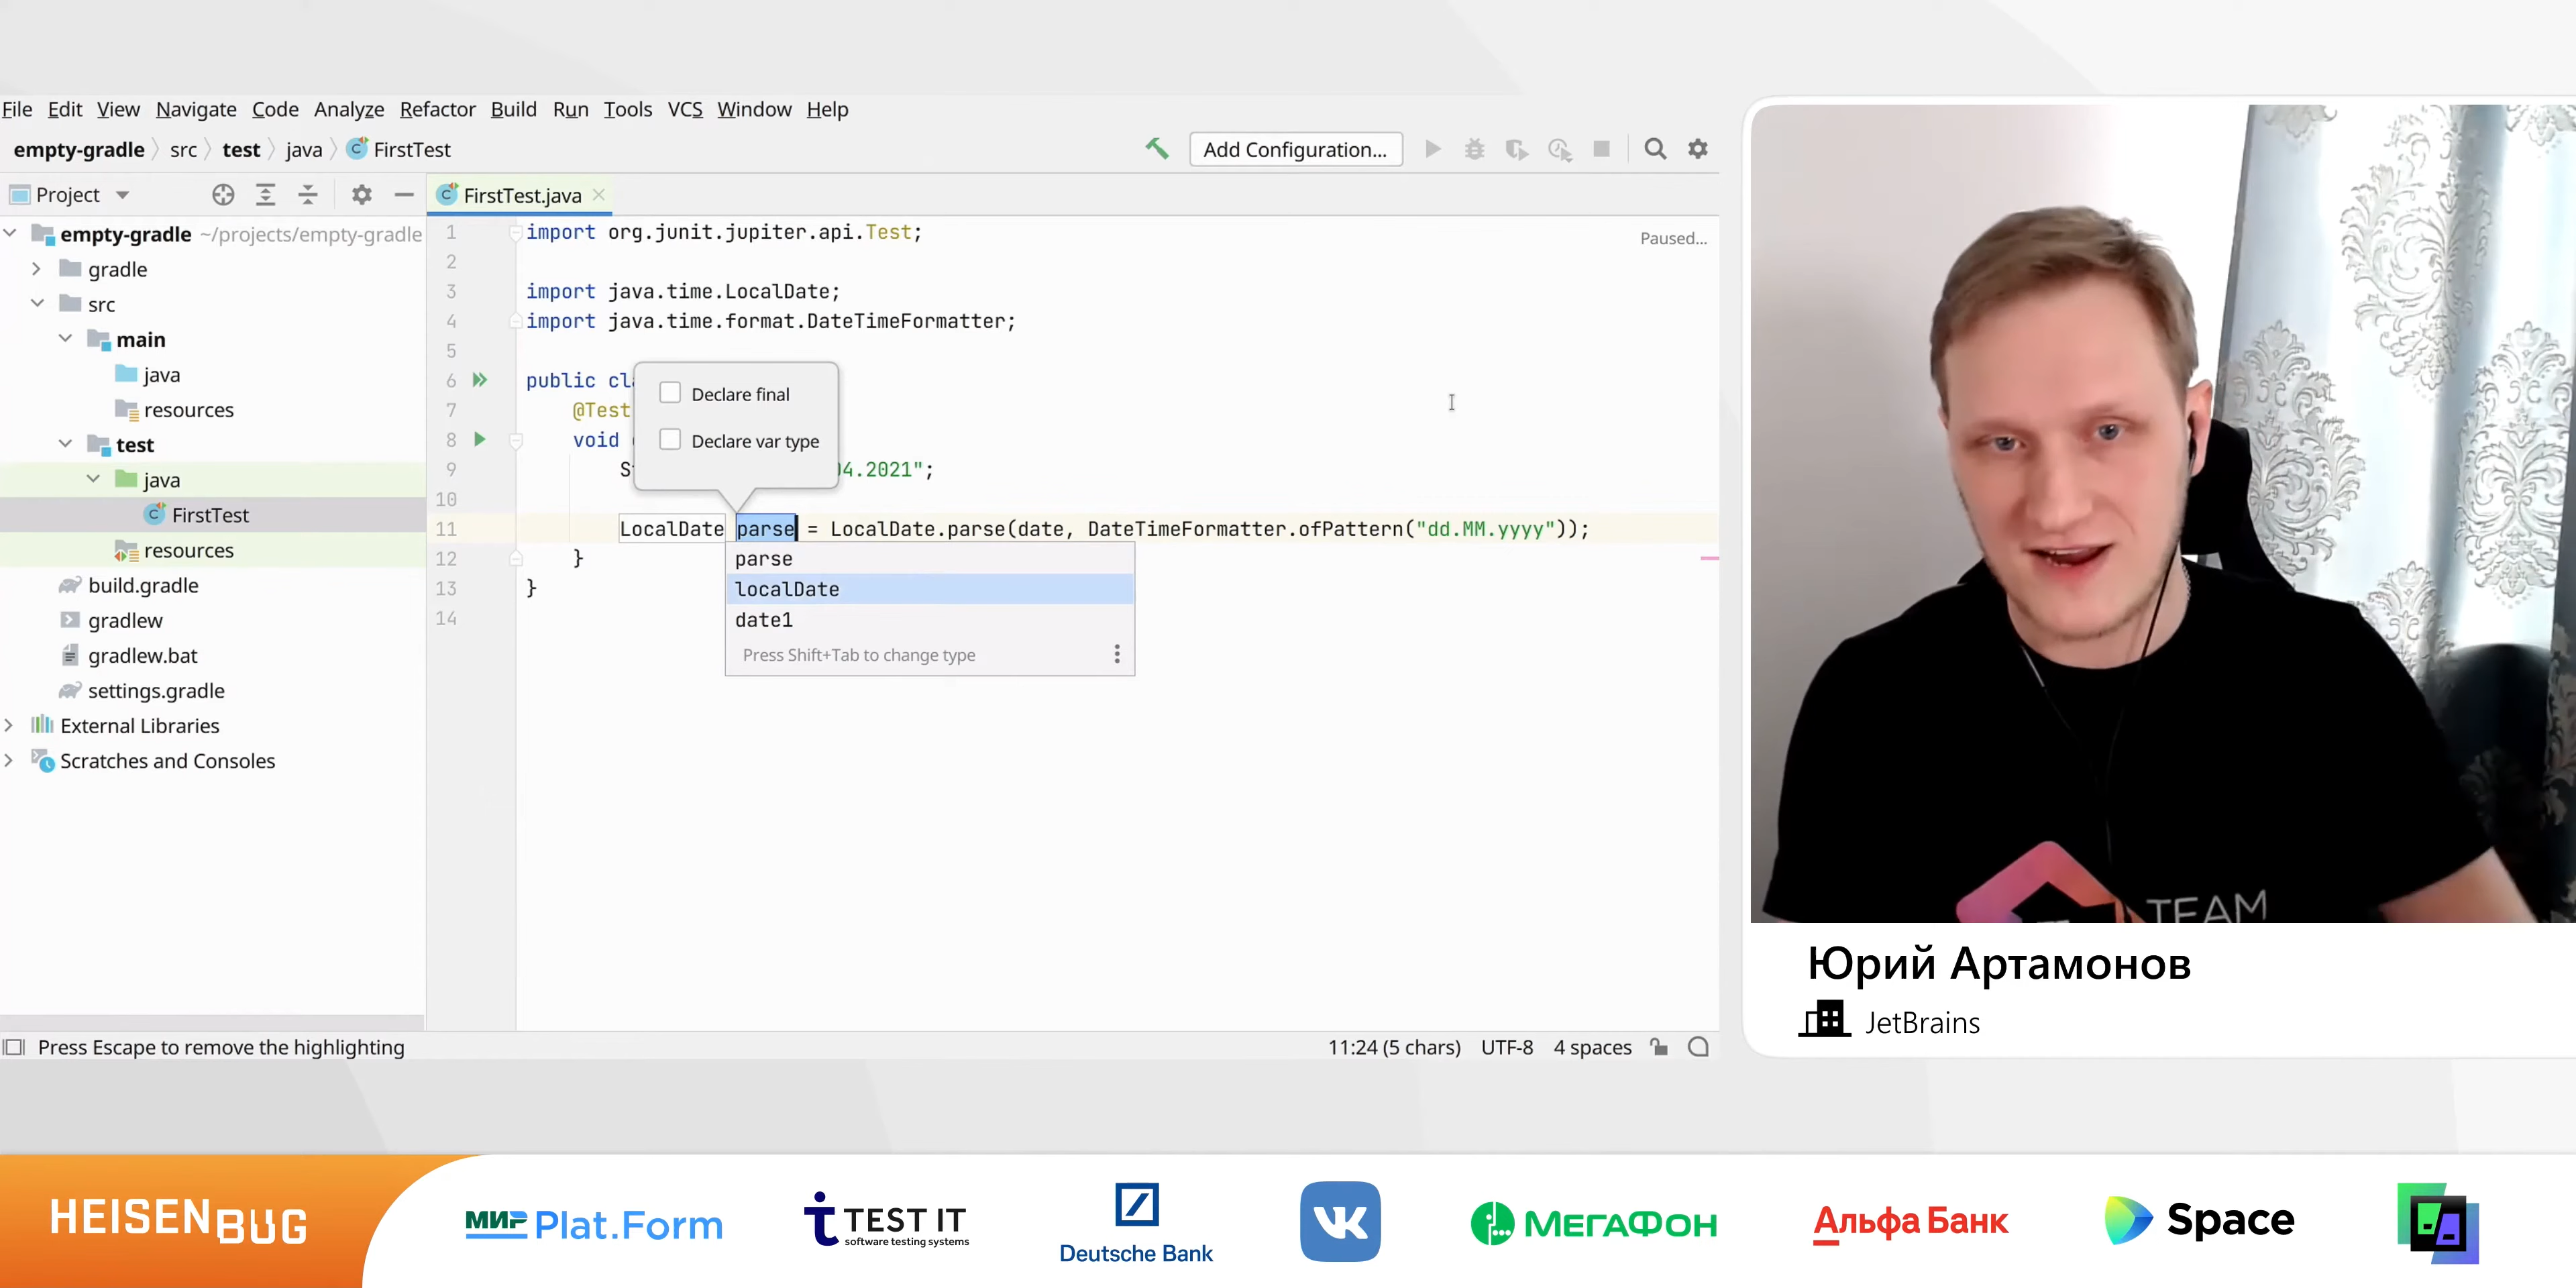 File Edit View Navigate Code Analyze Refactor Build Run Tools VCS Window Help
empty-gradle src test java FirstTest
Add Configuration...
Project
FirstTest.java
empty-gradle ~/projects/empty-gradle
gradle
src
main
java
resources
test
java
FirstTest
resources
build.gradle
gradlew
gradlew.bat
settings.gradle
External Libraries
Scratches and Consoles
Paused...
1 import org.junit.jupiter.api.Test;
2
3 import java.time.LocalDate;
4 import java.time.format.DateTimeFormatter;
5
6 public cl
7 @Test
8 void
9 St 04.2021";
10
11 LocalDate parse = LocalDate.parse(date, DateTimeFormatter.ofPattern("dd.MM.yyyy"));
12 }
13 }
14
Declare final
Declare var type
parse
localDate
date1
Press Shift+Tab to change type
Press Escape to remove the highlighting
11:24 (5 chars) UTF-8 4 spaces
TEAM
Юрий Артамонов
JetBrains
HEISENBUG
МИР Plat.Form
TEST IT
software testing systems
Deutsche Bank
VK
МЕГАФОН
Альфа Банк
Space